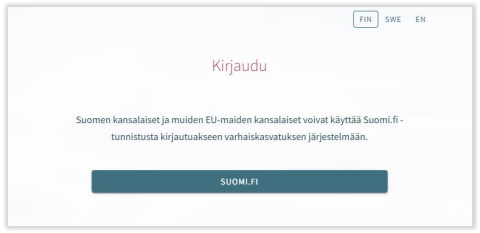 FIN SWE EN
Kirjaudu
Suomen kansalaiset ja muiden EU-maiden kansalaiset voivat käyttää Suomi.fi -
tunnistusta kirjautuakseen varhaiskasvatuksen järjestelmään.
SUOMI.FI